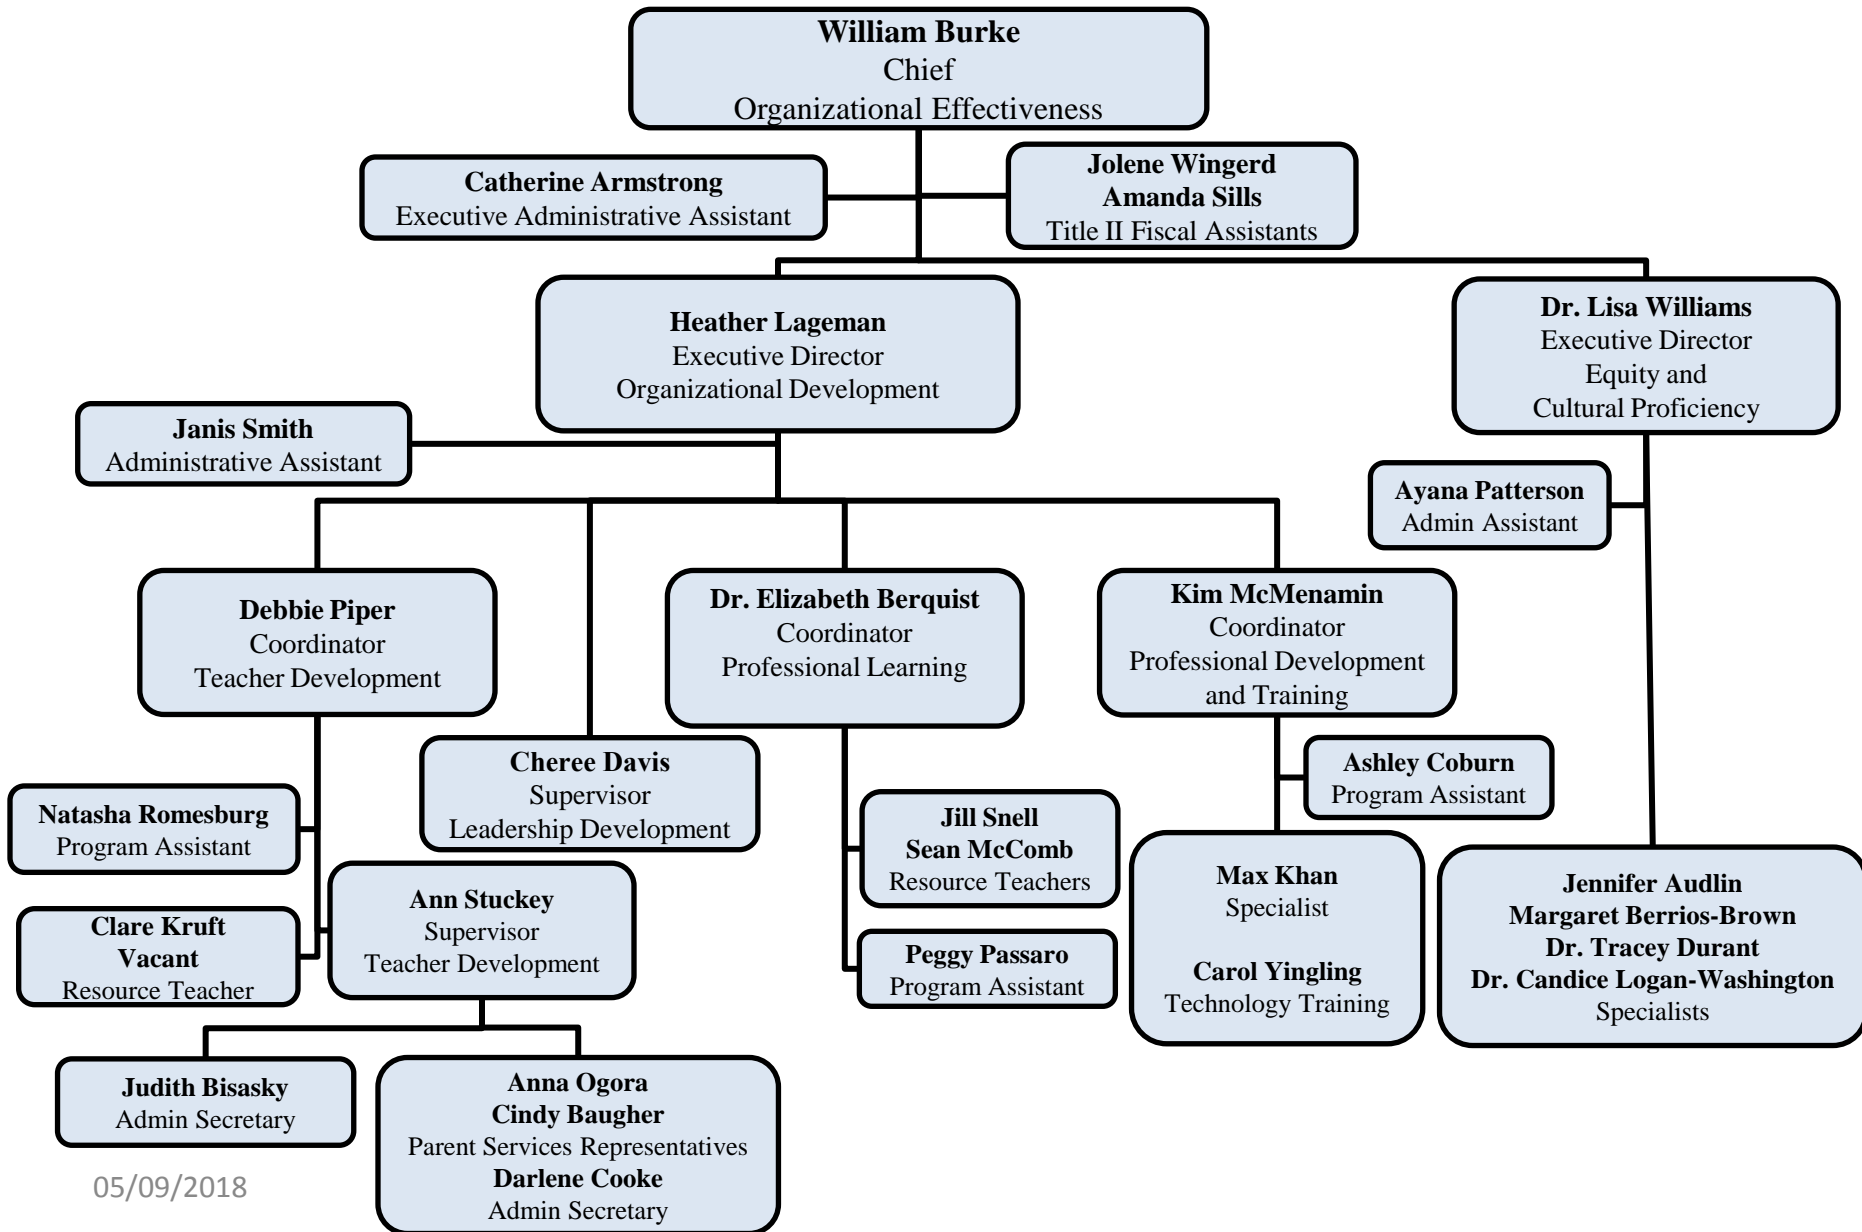 William Burke
Chief
Organizational Effectiveness
Catherine Armstrong
Executive Administrative Assistant
Jolene Wingerd
Amanda Sills
Title II Fiscal Assistants
Heather Lageman
Executive Director
Organizational Development
Dr. Lisa Williams
Executive Director
Equity and
Cultural Proficiency
Janis Smith
Administrative Assistant
Ayana Patterson
Admin Assistant
Debbie Piper
Coordinator
Teacher Development
Dr. Elizabeth Berquist
Coordinator
Professional Learning
Kim McMenamin
Coordinator
Professional Development
and Training
Cheree Davis
Supervisor
Leadership Development
Ashley Coburn
Program Assistant
Natasha Romesburg
Program Assistant
Jill Snell
Sean McComb
Resource Teachers
Max Khan
Specialist
Carol Yingling
Technology Training
Jennifer Audlin
Margaret Berrios-Brown
Dr. Tracey Durant
Dr. Candice Logan-Washington
Specialists
Clare Kruft
Vacant
Resource Teacher
Ann Stuckey
Supervisor
Teacher Development
Peggy Passaro
Program Assistant
Judith Bisasky
Admin Secretary
Anna Ogora
Cindy Baugher
Parent Services Representatives
Darlene Cooke
Admin Secretary
05/09/2018